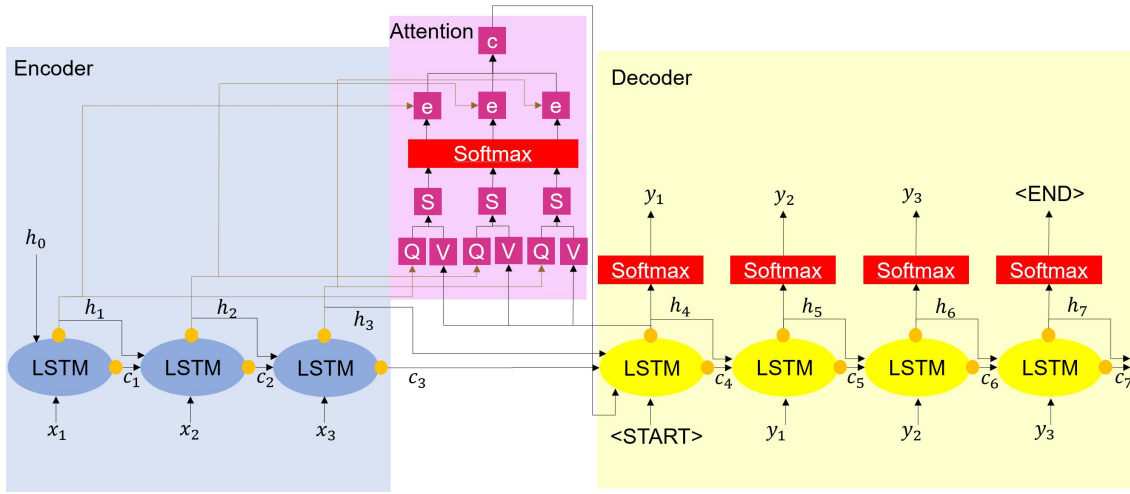 Attention
c
Encoder
Decoder
e e e
Softmax
S S S
y₁ y₂ y₃ <END>
h₀
Q V Q V Q V
Softmax Softmax Softmax Softmax
h₁ h₂ h₃ h₄ h₅ h₆ h₇
LSTM LSTM LSTM LSTM LSTM LSTM LSTM
c₁ c₂ c₃ c₄ c₅ c₆ c₇
x₁ x₂ x₃ <START> y₁ y₂ y₃